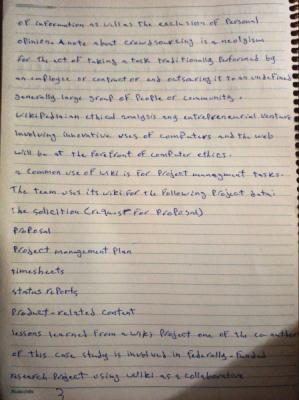 of information as well as the exclusion of Personal
opinion. A note about crowdsourcing is a neolgism
for the act of taking a task traditionally Performed by
an employee or contractor and outsourcing it to an undefined
generally large group of People or community.
wikiPedian ethical analysis any entrepreneurial venture
involving innovative uses of computers and the web
will be at the forefront of computer ethics.
a Common use of wiki is for Project management tasks.
The team uses its wiki for the following Project data:
the solicition (request for ProPosal)
ProPosal
Project management Plan
timesheets
status rePorts
Product-related content
lessons learned from a wiki Project one of the co-author
of this case study is involved in federally-funded
research Project using wiki as a collaborative
3